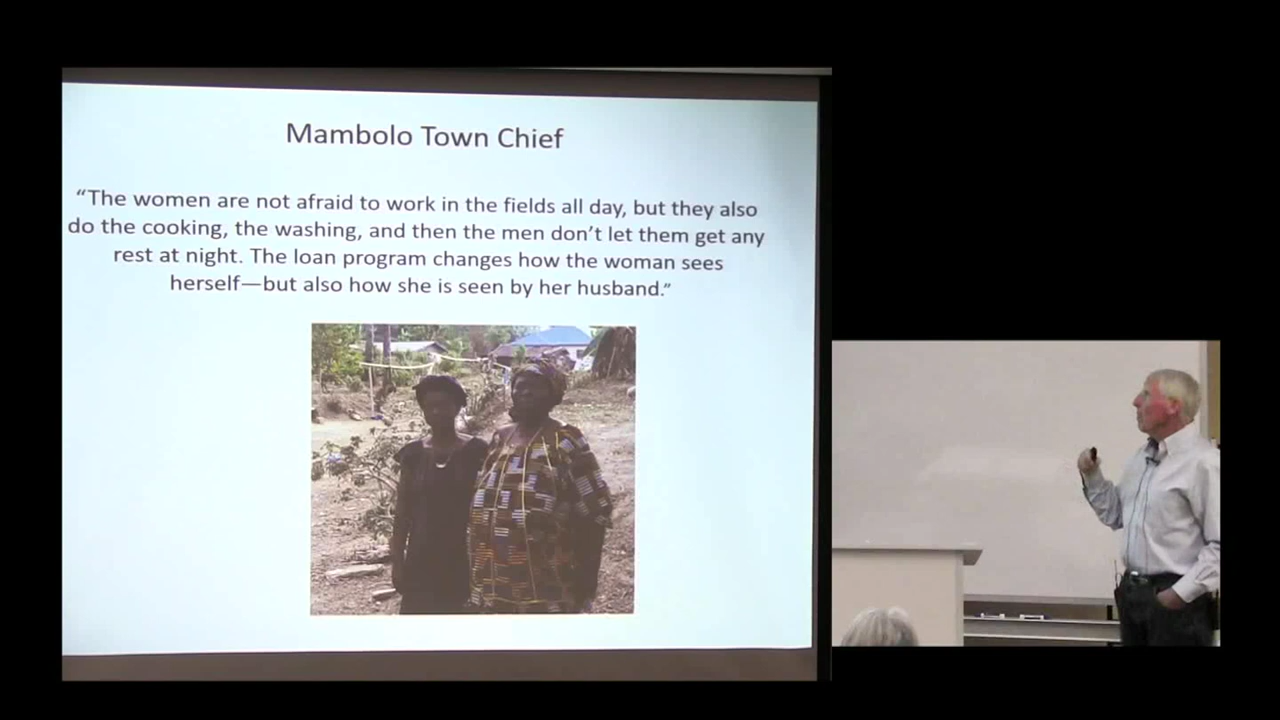 Mambolo Town Chief
“The women are not afraid to work in the fields all day, but they also
do the cooking, the washing, and then the men don’t let them get any
rest at night. The loan program changes how the woman sees
herself—but also how she is seen by her husband.”